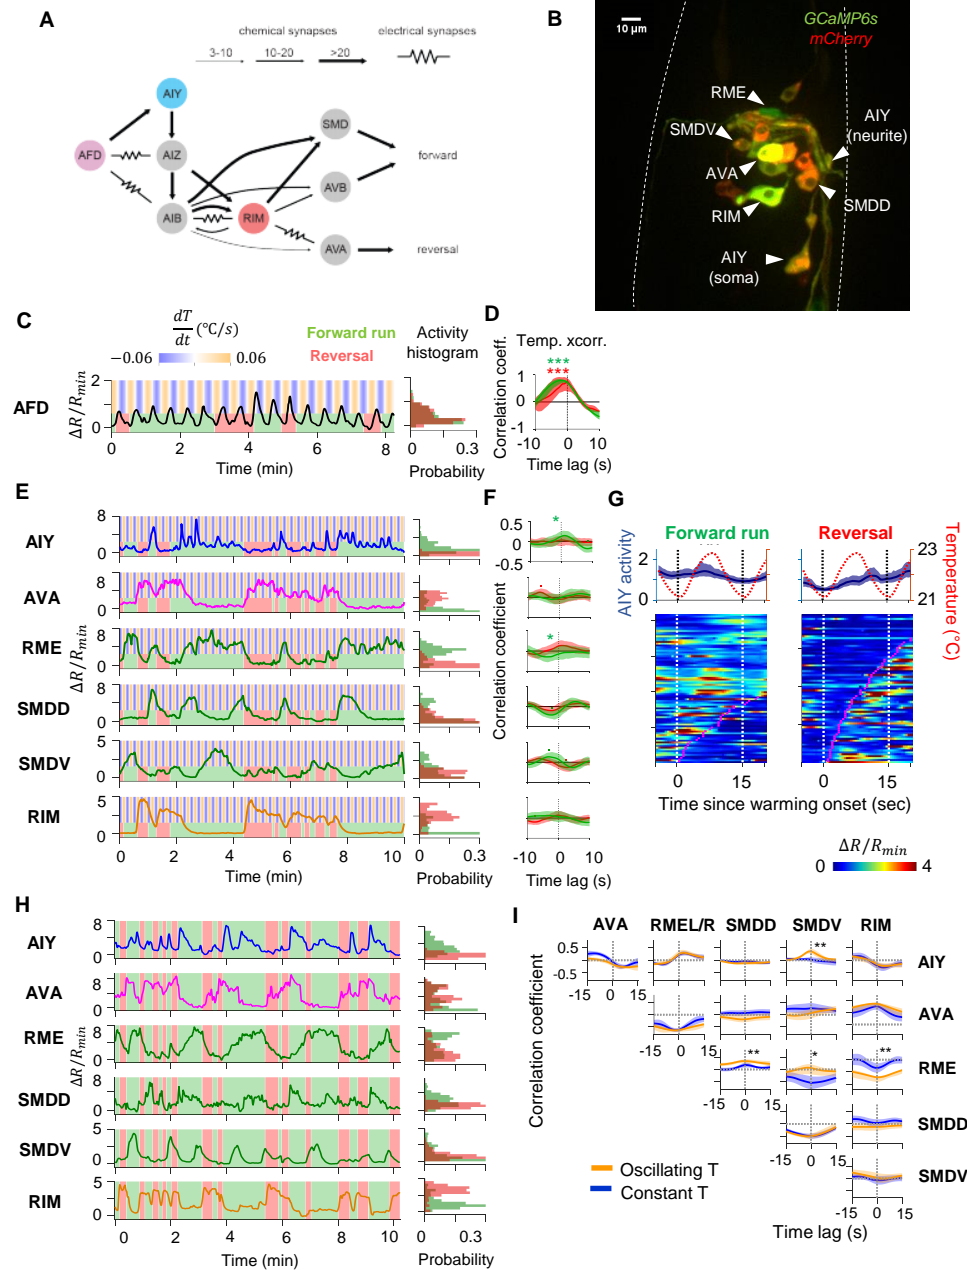 A
chemical synapses
electrical synapses
3-10
10-20
>20
AIY
AFD
AIZ
AIB
RIM
SMD
AVB
AVA
forward
reversal
B
10 μm
GCaMP6s
mCherry
RME
SMDV
AVA
RIM
AIY
(neurite)
SMDD
AIY
(soma)
C
dT
dt
(°C/s)
−0.06
0.06
Forward run
Reversal
Activity
histogram
AFD
ΔR/Rmin
2
0
0 2 4 6 8
Time (min)
0 0.3
Probability
D
Temp. xcorr.
***
***
Correlation coeff.
1
0
-1
-10 0 10
Time lag (s)
E
AIY
8
0
AVA
8
0
RME
8
0
SMDD
8
0
SMDV
5
0
RIM
5
0
ΔR/Rmin
0 2 4 6 8 10
Time (min)
0 0.3
Probability
F
0.5
0
-0.5
*
*
Correlation coefficient
-10 0 10
Time lag (s)
G
Forward run
Reversal
AIY activity
2
0
23
21
Temperature (°C)
0 15
0 15
Time since warming onset (sec)
ΔR/Rmin
0 4
H
AIY
8
0
AVA
8
0
RME
8
0
SMDD
8
0
SMDV
5
0
RIM
5
0
ΔR/Rmin
0 2 4 6 8 10
Time (min)
Probability
I
AVA RMEL/R SMDD SMDV RIM
0.5
0
-0.5
-15 15
**
AIY
-15 0 15
AVA
-15 0 15
**
*
**
RME
-15 0 15
SMDD
-15 0 15
SMDV
Correlation coefficient
Oscillating T
Constant T
Time lag (s)